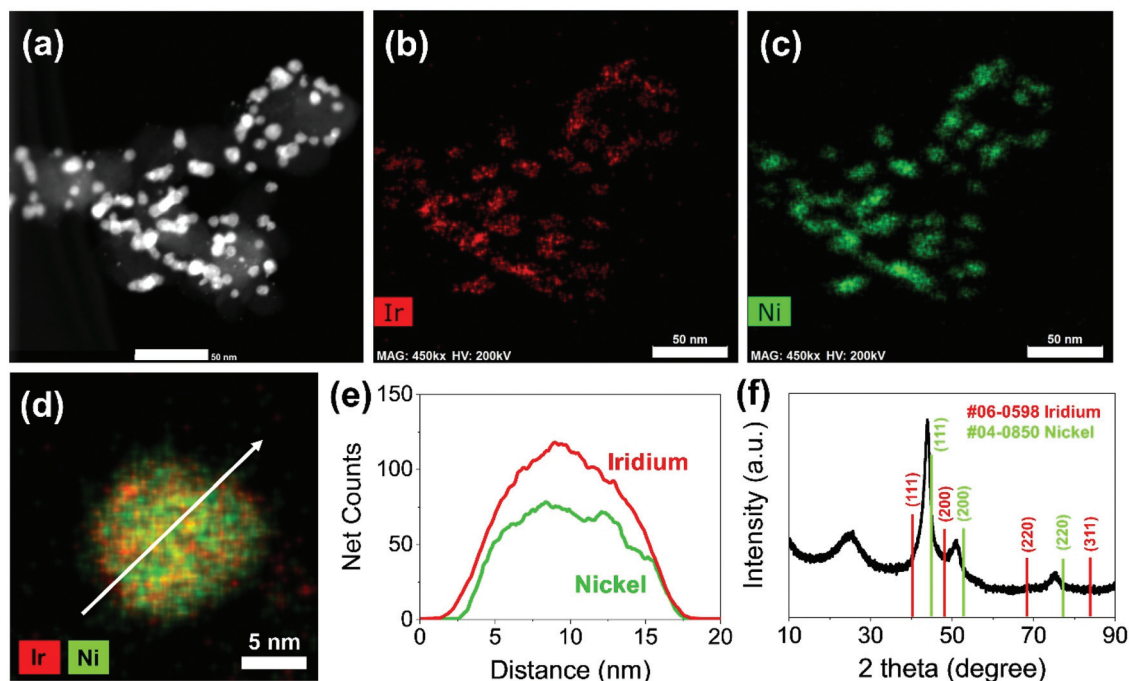 (a)
50 nm
(b)
Ir
50 nm
MAG: 450kx HV: 200kV
(c)
Ni
50 nm
MAG: 450kx HV: 200kV
(d)
Ir
Ni
5 nm
(e)
150
100
50
0
Net Counts
Iridium
Nickel
0 5 10 15 20
Distance (nm)
(f)
Intensity (a.u.)
#06-0598 Iridium
#04-0850 Nickel
(111)
(111)
(200)
(200)
(220)
(220)
(311)
10 30 50 70 90
2 theta (degree)